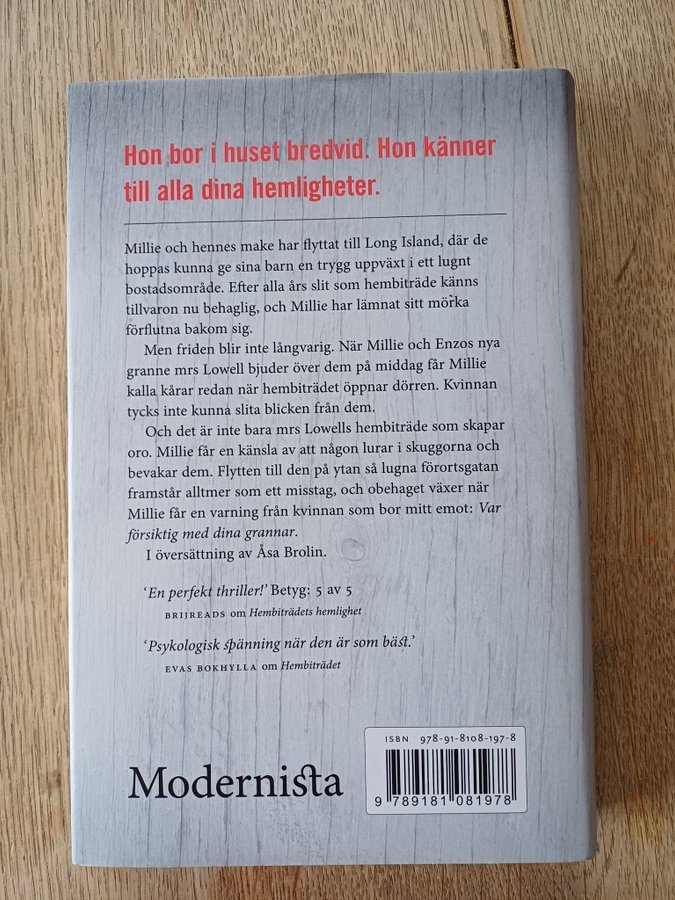 Hon bor i huset bredvid. Hon känner
till alla dina hemligheter.
Millie och hennes make har flyttat till Long Island, där de
hoppas kunna ge sina barn en trygg uppväxt i ett lugnt
bostadsområde. Efter alla års slit som hembiträde känns
tillvaron nu behaglig, och Millie har lämnat sitt mörka
förflutna bakom sig.
Men friden blir inte långvarig. När Millie och Enzos nya
granne mrs Lowell bjuder över dem på middag får Millie
kalla kårar redan när hembiträdet öppnar dörren. Kvinnan
tycks inte kunna slita blicken från dem.
Och det är inte bara mrs Lowells hembiträde som skapar
oro. Millie får en känsla av att någon lurar i skuggorna och
bevakar dem. Flytten till den på ytan så lugna förortsgatan
framstår alltmer som ett misstag, och obehaget växer när
Millie får en varning från kvinnan som bor mitt emot: Var
försiktig med dina grannar.
I översättning av Åsa Brolin.
‘En perfekt thriller!’ Betyg: 5 av 5
BRIJREADS om Hembiträdets hemlighet
‘Psykologisk spänning när den är som bäst.’
EVAS BOKHYLLA om Hembiträdet
ISBN 978-91-8108-197-8
Modernista
9 789181 081978